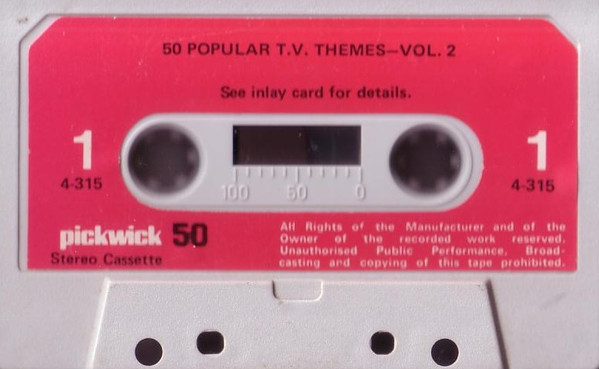 50 POPULAR T.V. THEMES—VOL. 2
See inlay card for details.
1 1
4-315 4-315
100 50 0
pickwick 50
Stereo Cassette
All Rights of the Manufacturer and of the
Owner of the recorded work reserved.
Unauthorised Public Performance, Broad-
casting and copying of this tape prohibited.